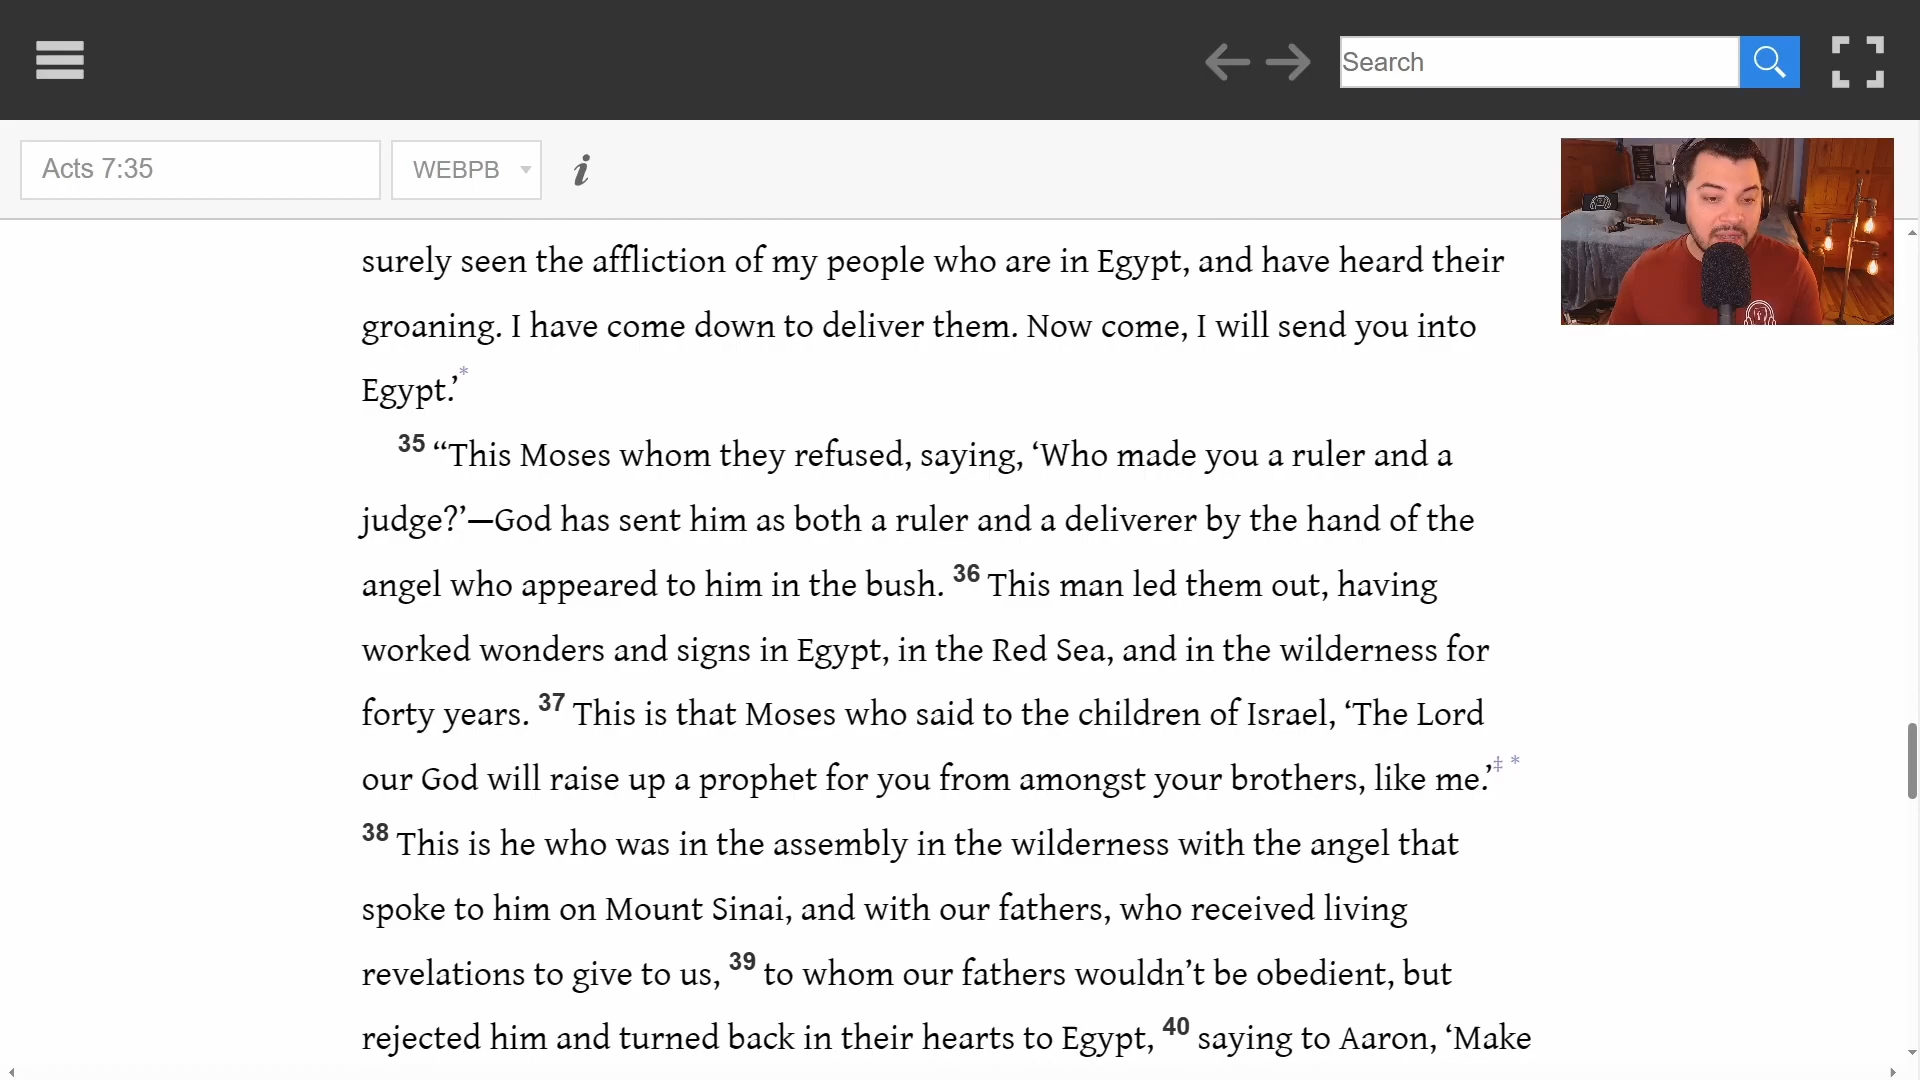 Search
Acts 7:35
WEBPB
i
surely seen the affliction of my people who are in Egypt, and have heard their
groaning. I have come down to deliver them. Now come, I will send you into
Egypt.’*
35 “This Moses whom they refused, saying, ‘Who made you a ruler and a
judge?’—God has sent him as both a ruler and a deliverer by the hand of the
angel who appeared to him in the bush. 36 This man led them out, having
worked wonders and signs in Egypt, in the Red Sea, and in the wilderness for
forty years. 37 This is that Moses who said to the children of Israel, ‘The Lord
our God will raise up a prophet for you from amongst your brothers, like me.’‡ *
38 This is he who was in the assembly in the wilderness with the angel that
spoke to him on Mount Sinai, and with our fathers, who received living
revelations to give to us, 39 to whom our fathers wouldn’t be obedient, but
rejected him and turned back in their hearts to Egypt, 40 saying to Aaron, ‘Make